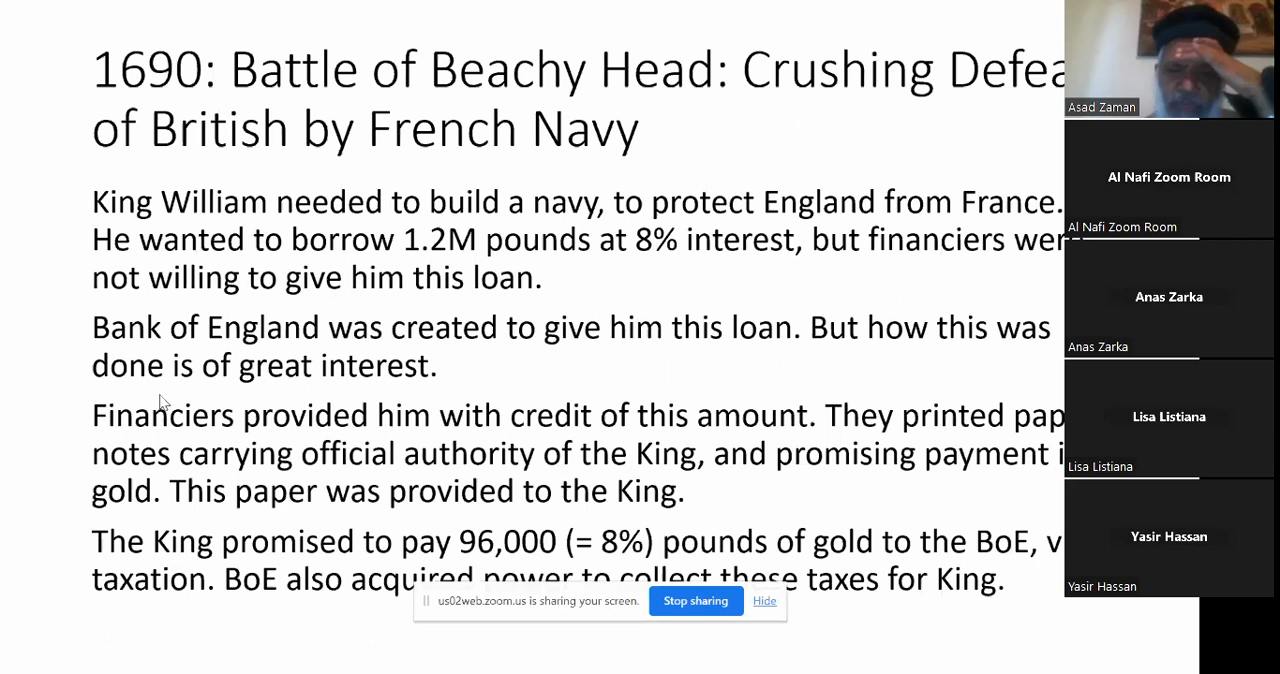 1690: Battle of Beachy Head: Crushing
of British by French Navy
King William needed to build a navy, to protect England from France.
He wanted to borrow 1.2M pounds at 8% interest, but financiers
not willing to give him this loan.
Bank of England was created to give him this loan. But how this was
done is of great interest.
Financiers provided him with credit of this amount. They printed
notes carrying official authority of the King, and promising payment
gold. This paper was provided to the King.
The King promised to pay 96,000 (= 8%) pounds of gold to the BoE,
taxation. BoE also acquired power to collect these taxes for King.
us02web.zoom.us is sharing your screen. Stop sharing Hide
Asad Zaman
Al Nafi Zoom Room
Al Nafi Zoom Room
Anas Zarka
Anas Zarka
Lisa Listiana
Lisa Listiana
Yasir Hassan
Yasir Hassan